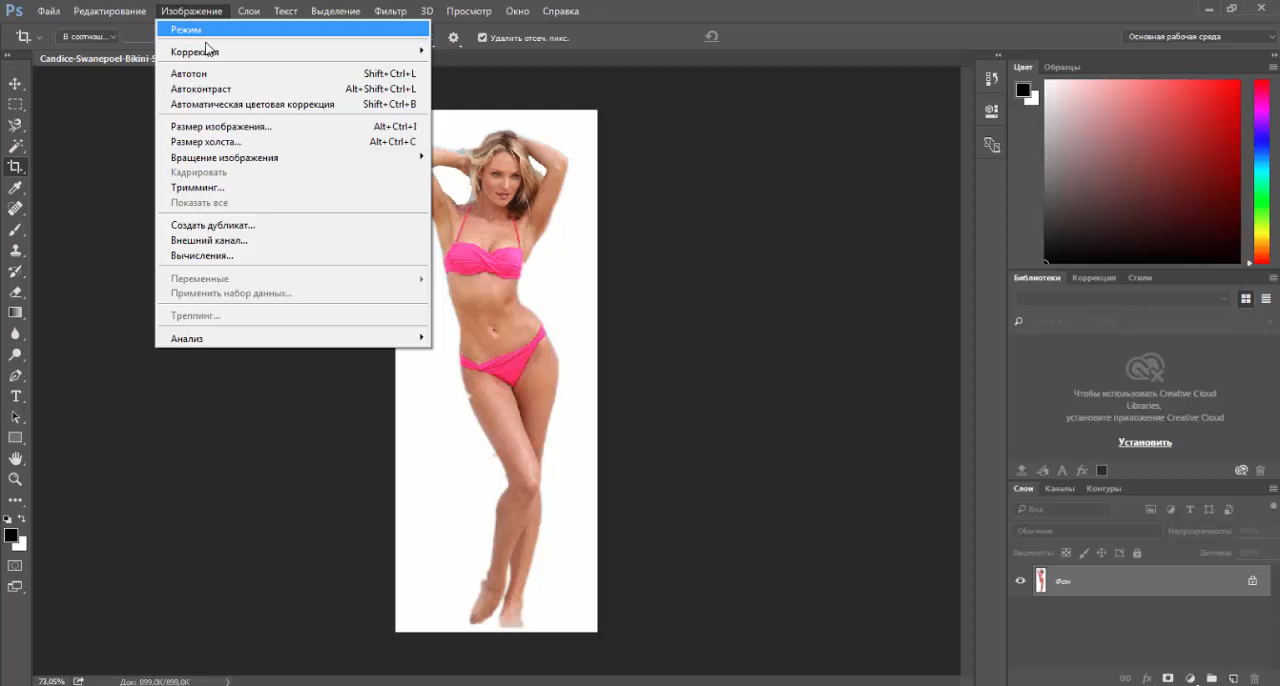 Ps Файл Редактирование Изображение Слои Текст Выделение Фильтр 3D Просмотр Окно Справка
В соотнош... Удалить отсеч. пикс. Основная рабочая среда
Candice-Swanepoel-Bikini-S
Режим
Коррекция
Автотон Shift+Ctrl+L
Автоконтраст Alt+Shift+Ctrl+L
Автоматическая цветовая коррекция Shift+Ctrl+B
Размер изображения... Alt+Ctrl+I
Размер холста... Alt+Ctrl+C
Вращение изображения
Кадрировать
Тримминг...
Показать все
Создать дубликат...
Внешний канал...
Вычисления...
Переменные
Применить набор данных...
Треппинг...
Анализ
Цвет Образцы
Библиотеки Коррекция Стили
Чтобы использовать Creative Cloud
Libraries,
установите приложение Creative Cloud
Установить
Слои Каналы Контуры
Вид
Обычные Непрозрачность: 100%
Закрепить: Заливка: 100%
Фон
73,05% Док: 899,0K/899,0K